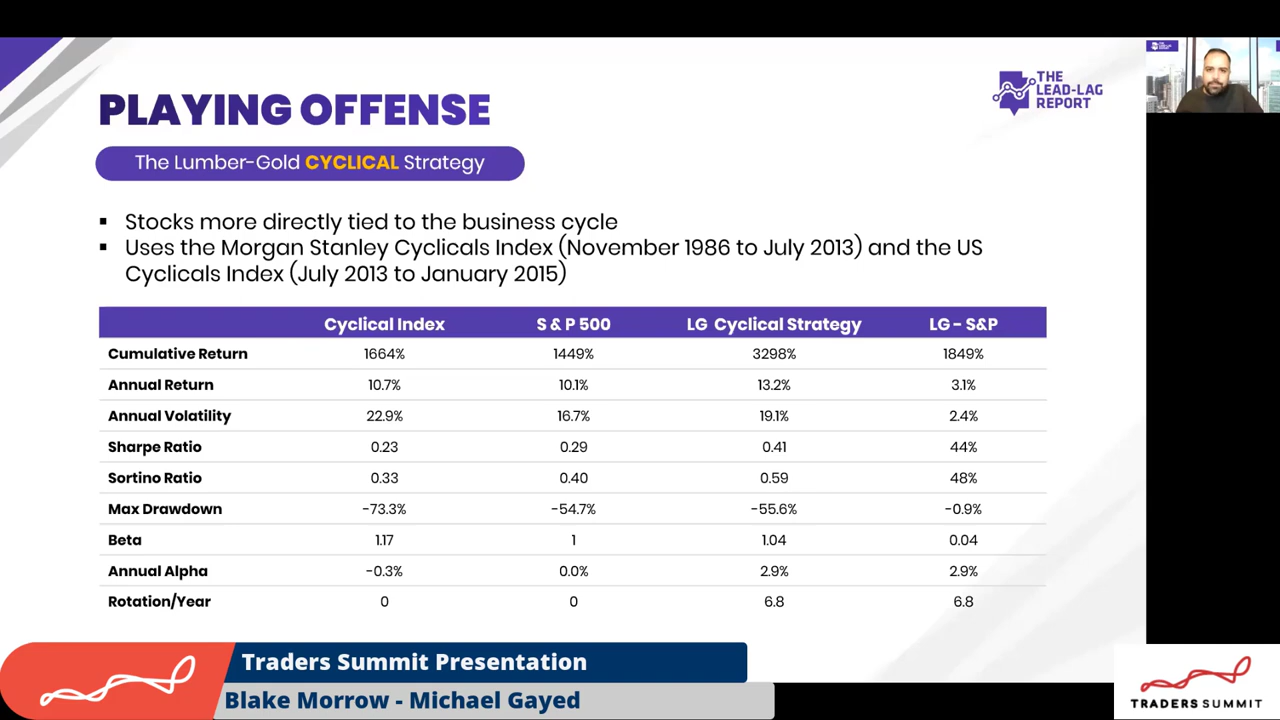 PLAYING OFFENSE
THE
LEAD-LAG
REPORT
The Lumber-Gold CYCLICAL Strategy
▪ Stocks more directly tied to the business cycle
▪ Uses the Morgan Stanley Cyclicals Index (November 1986 to July 2013) and the US
Cyclicals Index (July 2013 to January 2015)
Cyclical Index S & P 500 LG Cyclical Strategy LG - S&P
Cumulative Return 1664% 1449% 3298% 1849%
Annual Return 10.7% 10.1% 13.2% 3.1%
Annual Volatility 22.9% 16.7% 19.1% 2.4%
Sharpe Ratio 0.23 0.29 0.41 44%
Sortino Ratio 0.33 0.40 0.59 48%
Max Drawdown -73.3% -54.7% -55.6% -0.9%
Beta 1.17 1 1.04 0.04
Annual Alpha -0.3% 0.0% 2.9% 2.9%
Rotation/Year 0 0 6.8 6.8
Traders Summit Presentation
Blake Morrow - Michael Gayed
TRADERS SUMMIT